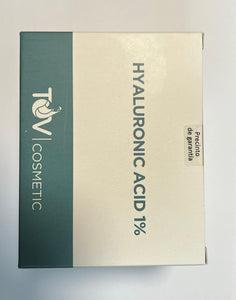 HYALURONIC ACID 1%
TOV | COSMETIC
Precinto
de garantía